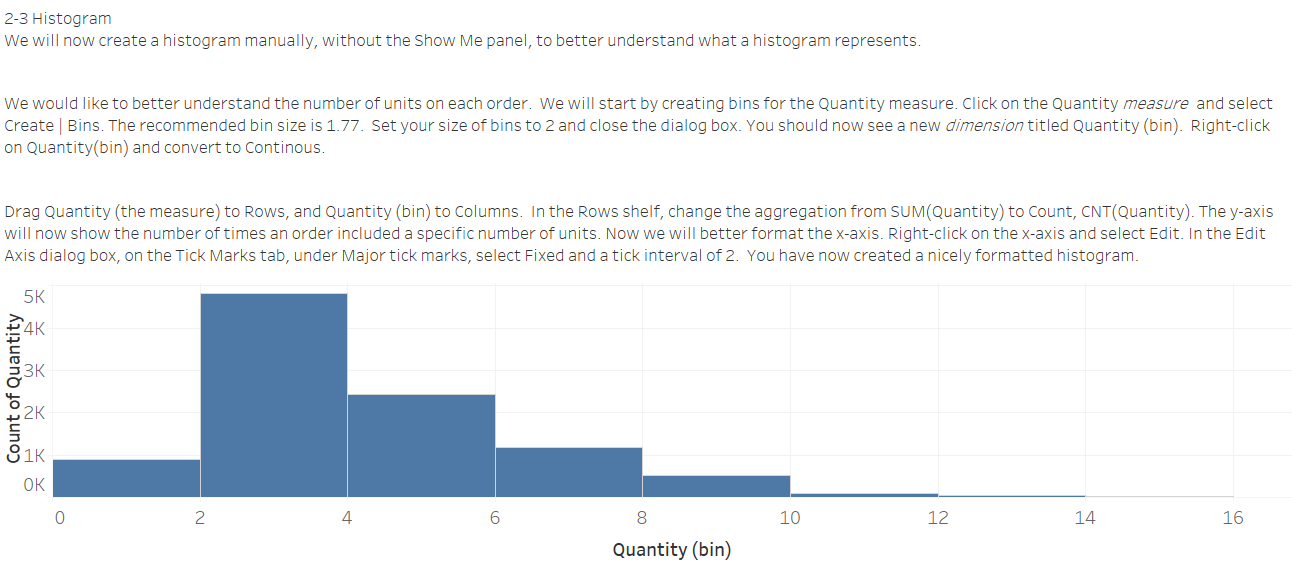 2-3 Histogram
We will now create a histogram manually, without the Show Me panel, to better understand what a histogram represents.
We would like to better understand the number of units on each order.  We will start by creating bins for the Quantity measure. Click on the Quantity measure  and select
Create | Bins. The recommended bin size is 1.77.  Set your size of bins to 2 and close the dialog box. You should now see a new dimension titled Quantity (bin).  Right-click
on Quantity(bin) and convert to Continous.
Drag Quantity (the measure) to Rows, and Quantity (bin) to Columns.  In the Rows shelf, change the aggregation from SUM(Quantity) to Count, CNT(Quantity). The y-axis
will now show the number of times an order included a specific number of units. Now we will better format the x-axis. Right-click on the x-axis and select Edit. In the Edit
Axis dialog box, on the Tick Marks tab, under Major tick marks, select Fixed and a tick interval of 2.  You have now created a nicely formatted histogram.
Count of Quantity
5K
4K
3K
2K
1K
0K
0 2 4 6 8 10 12 14 16
Quantity (bin)